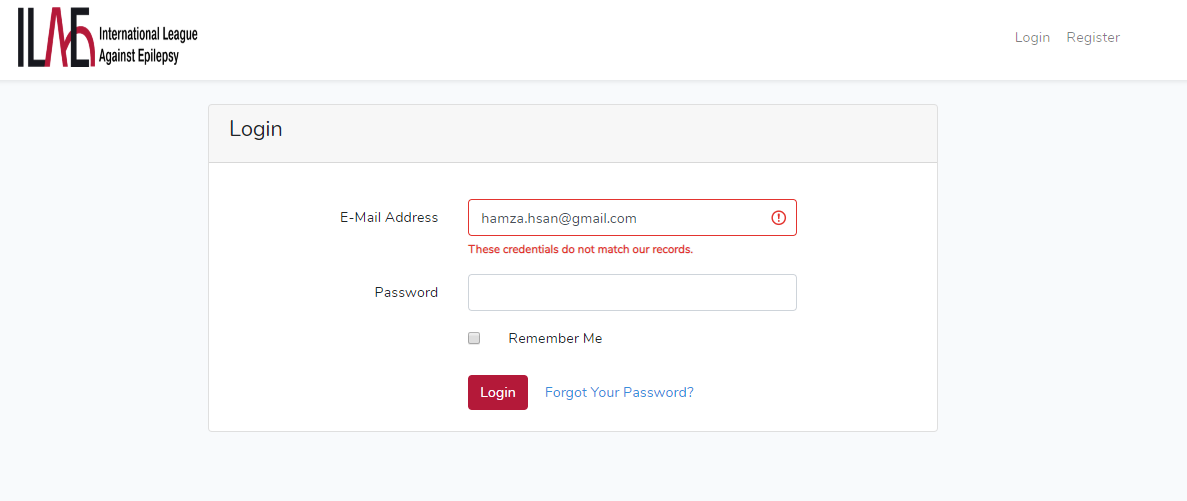 ILAE International League
Against Epilepsy
Login Register
Login
E-Mail Address hamza.hsan@gmail.com
These credentials do not match our records.
Password
Remember Me
Login Forgot Your Password?